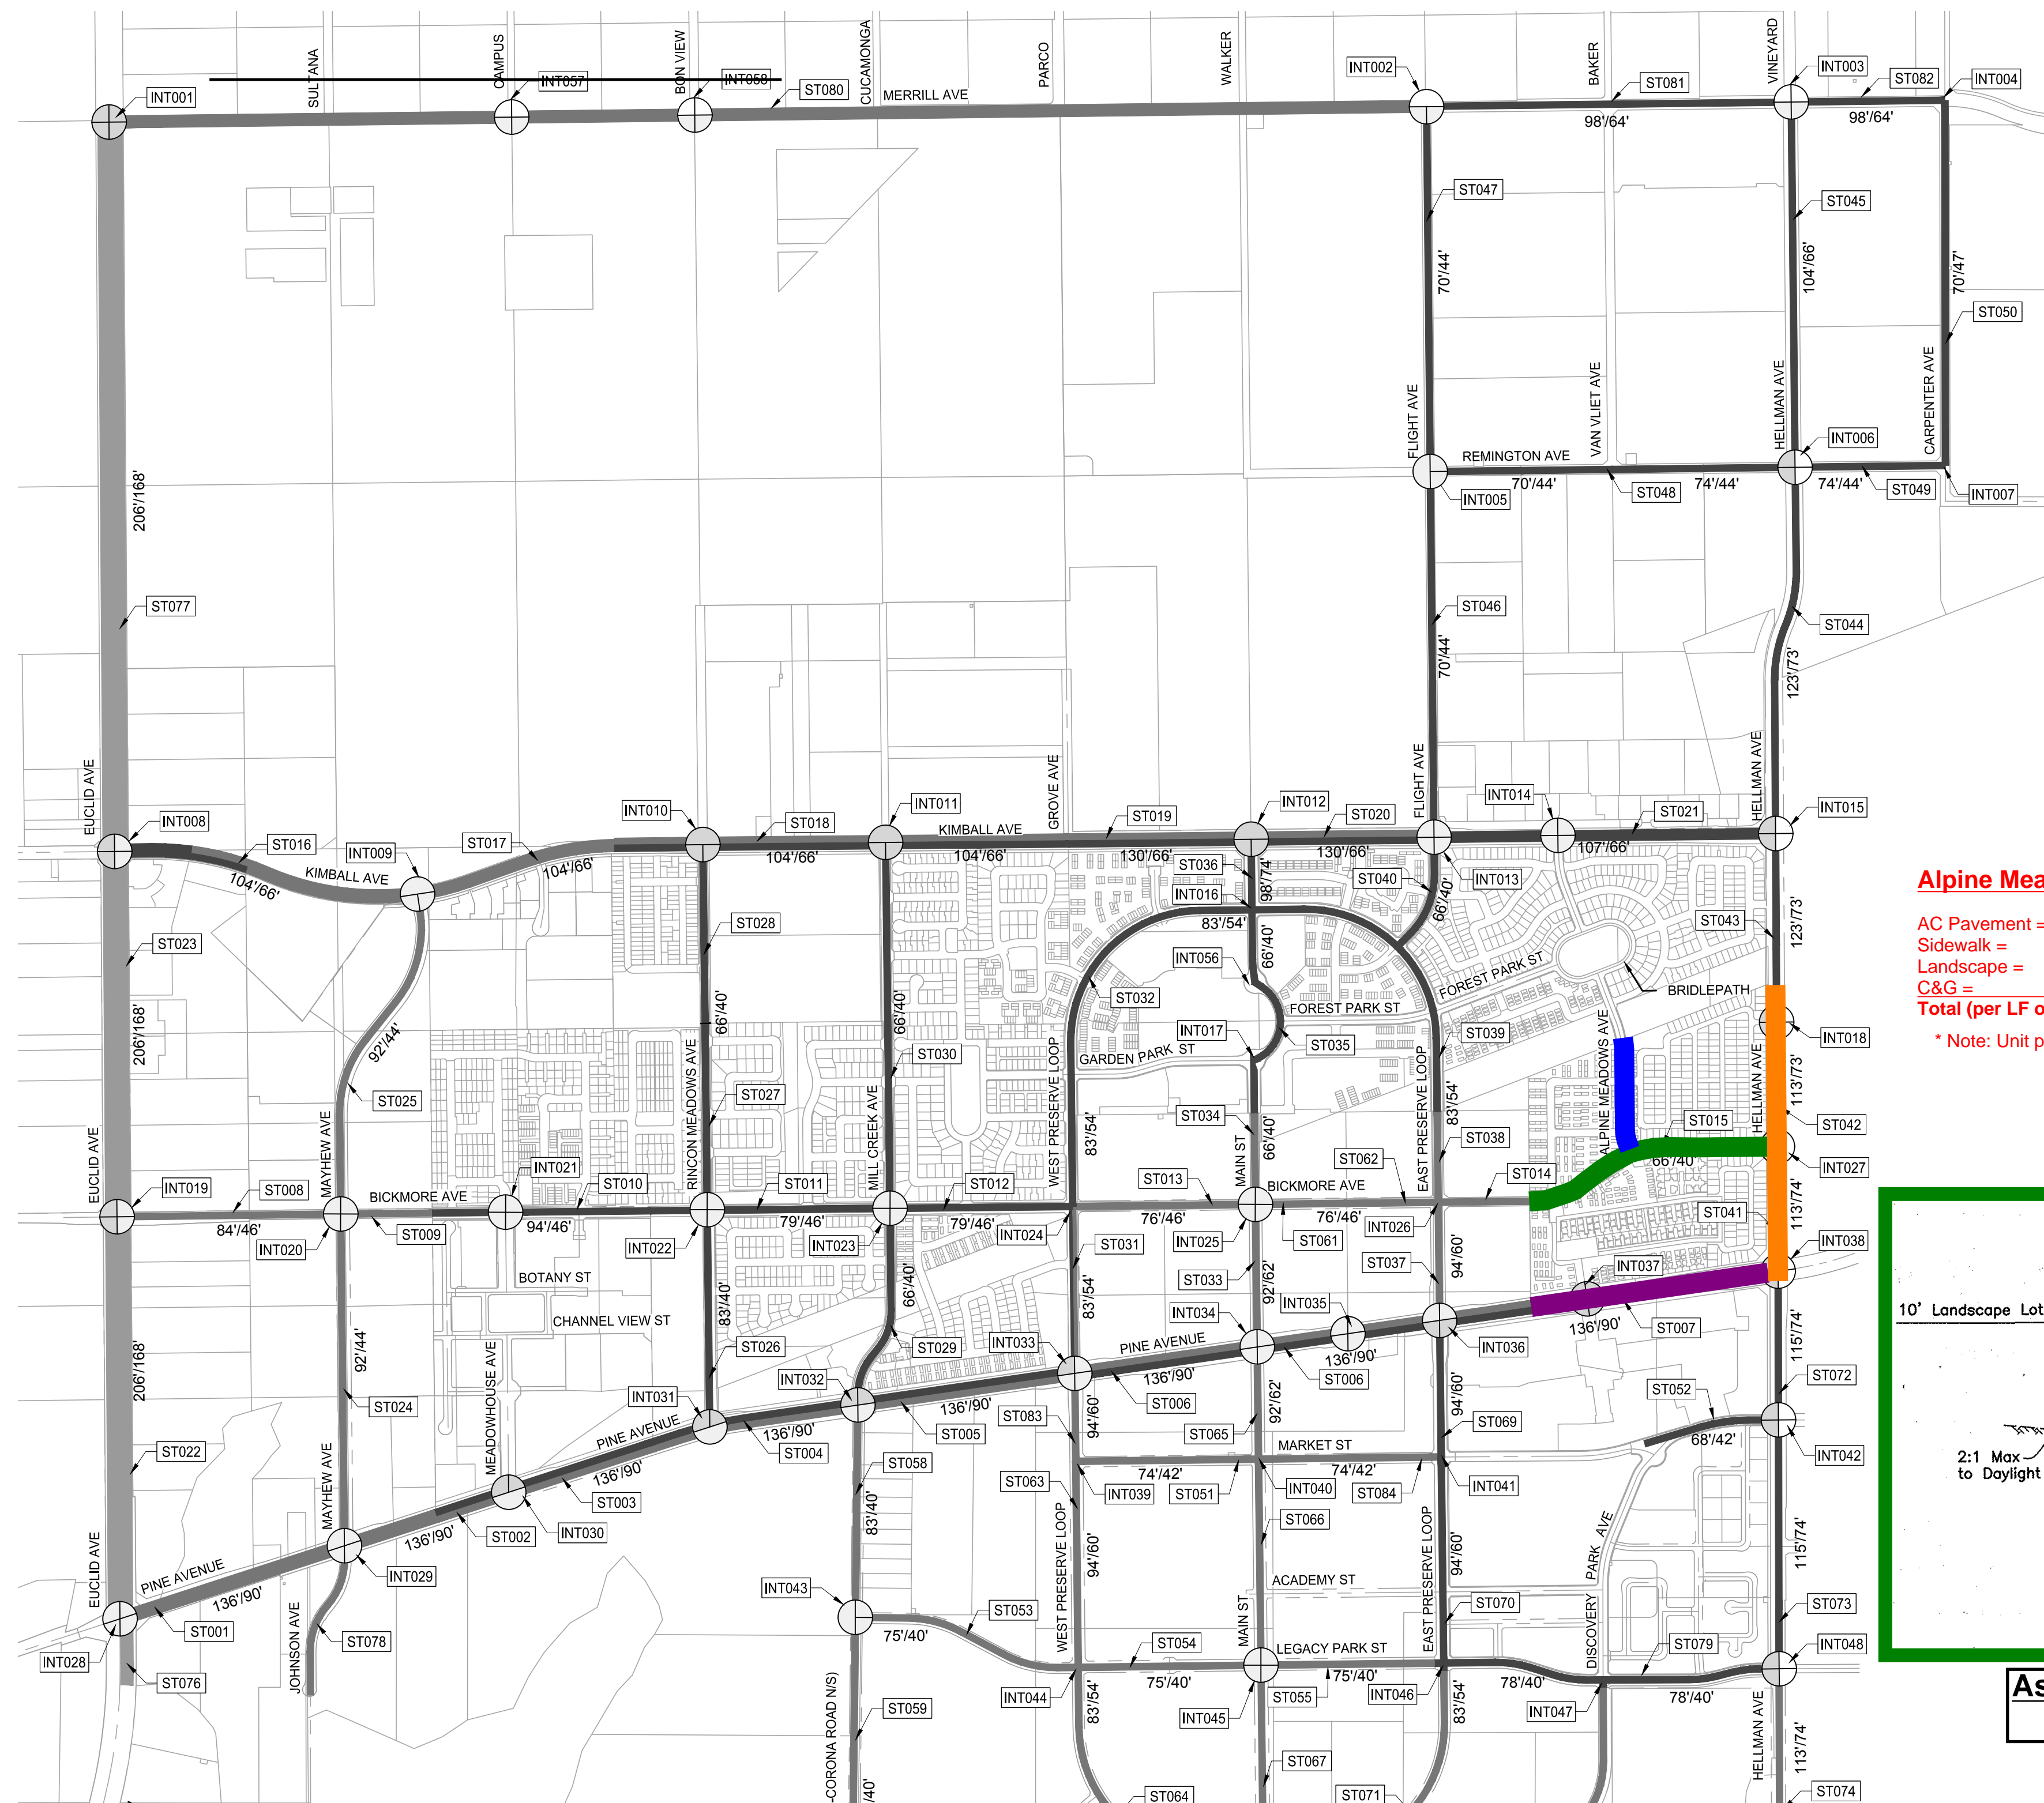 SULTANA
CAMPUS
BON VIEW
CUCAMONGA
PARCO
WALKER
BAKER
VINEYARD
INT001
INT057
INT058
ST080
MERRILL AVE
INT002
ST081
INT003
ST082
INT004
98'/64'
98'/64'
ST047
ST045
70'/44'
104'/66'
70'/47'
ST050
FLIGHT AVE
VAN VLIET AVE
HELLMAN AVE
CARPENTER AVE
INT006
REMINGTON AVE
INT005
70'/44'
ST048
74'/44'
74'/44'
ST049
INT007
206'/168'
ST077
ST046
ST044
70'/44'
123'/73'
EUCLID AVE
INT008
ST016
INT009
ST017
KIMBALL AVE
104'/66'
104'/66'
INT010
ST018
104'/66'
INT011
KIMBALL AVE
104'/66'
GROVE AVE
ST019
130'/66'
INT012
ST020
130'/66'
FLIGHT AVE
INT014
ST021
107'/66'
HELLMAN AVE
INT015
ST036
98'/74'
ST040
INT013
INT016
66'/40'
83'/54'
Alpine Mea
AC Pavement =
Sidewalk =
Landscape =
C&G =
Total (per LF o
* Note: Unit p
ST023
ST028
ST043
123'/73'
66'/40'
INT056
FOREST PARK ST
BRIDLEPATH
ST032
FOREST PARK ST
206'/168'
92'/44'
66'/40'
66'/40'
INT017
ST035
ST039
INT018
GARDEN PARK ST
ST030
WEST PRESERVE LOOP
EAST PRESERVE LOOP
ALPINE MEADOWS AVE
HELLMAN AVE
113'/73'
ST025
ST027
RINCON MEADOWS AVE
MILL CREEK AVE
ST034
66'/40'
83'/54'
83'/54'
ST015
ST042
EUCLID AVE
MAYHEW AVE
MAIN ST
ST038
66'/40'
INT027
INT019
ST008
BICKMORE AVE
INT021
ST010
ST011
ST012
ST013
BICKMORE AVE
ST062
ST014
84'/46'
ST009
94'/46'
79'/46'
79'/46'
76'/46'
76'/46'
ST041
113'/74'
INT020
INT022
INT023
INT024
INT025
ST061
INT026
INT038
ST031
ST033
ST037
94'/60'
INT037
BOTANY ST
66'/40'
83'/40'
83'/54'
92'/62'
CHANNEL VIEW ST
INT034
INT035
136'/90'
ST007
10' Landscape Lot
206'/168'
92'/44'
MEADOWHOUSE AVE
ST026
ST029
INT033
PINE AVENUE
136'/90'
136'/90'
INT036
115'/74'
INT031
INT032
ST006
ST006
ST052
ST072
ST024
PINE AVENUE
136'/90'
136'/90'
136'/90'
ST004
ST005
ST083
94'/60'
92'/62'
94'/60'
ST069
68'/42'
INT042
ST022
ST003
ST058
ST065
MARKET ST
ST063
74'/42'
74'/42'
2:1 Max
to Daylight
INT039
ST051
INT040
ST084
INT041
EUCLID AVE
MAYHEW AVE
136'/90'
ST002
INT030
83'/40'
WEST PRESERVE LOOP
ST066
EAST PRESERVE LOOP
PARK AVE
115'/74'
94'/60'
94'/60'
PINE AVENUE
136'/90'
INT029
INT043
ACADEMY ST
DISCOVERY
ST053
MAIN ST
ST070
ST073
ST001
JOHNSON AVE
ST078
75'/40'
ST054
LEGACY PARK ST
ST079
INT048
INT028
ST076
75'/40'
75'/40'
78'/40'
78'/40'
INT044
ST055
INT046
INT047
ST059
83'/54'
INT045
83'/54'
HELLMAN AVE
113'/74'
As
-CORONA ROAD N/S)
/40'
ST067
ST064
ST071
ST074